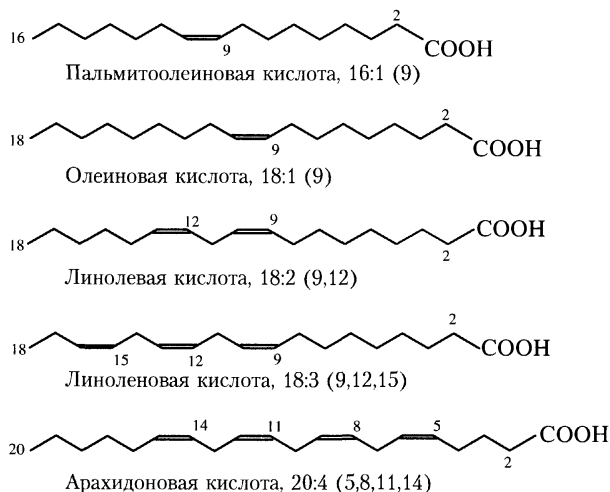 2
16 9 COOH
Пальмитоолеиновая кислота, 16:1 (9)
2
18 9 COOH
Олеиновая кислота, 18:1 (9)
12 9 COOH
18 2
Линолевая кислота, 18:2 (9,12)
2
18 15 12 9 COOH
Линоленовая кислота, 18:3 (9,12,15)
14 11 8 5 COOH
20 2
Арахидоновая кислота, 20:4 (5,8,11,14)